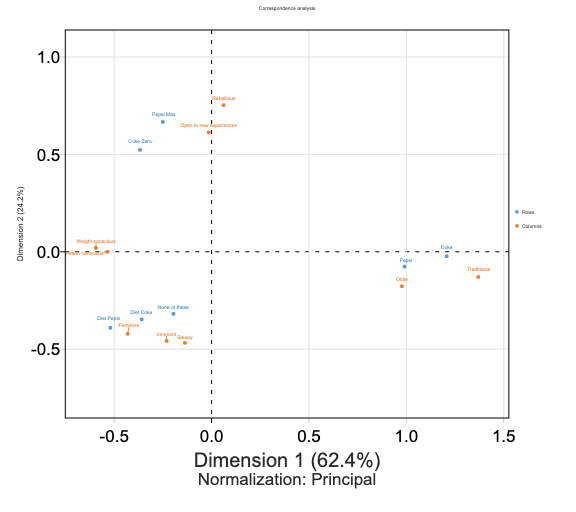 Correspondence analysis
1.0
Rebellious
Pepsi Max
Open to new experiences
Coke Zero
0.5
Dimension 2 (24.2%)
Rows
Columns
Weight-conscious
0.0
Coke
Pepsi
Traditional
Older
None of these
Diet Coke
Diet Pepsi
Feminine
Innocent
Sleepy
-0.5
-0.5
0.0
0.5
1.0
1.5
Dimension 1 (62.4%)
Normalization: Principal